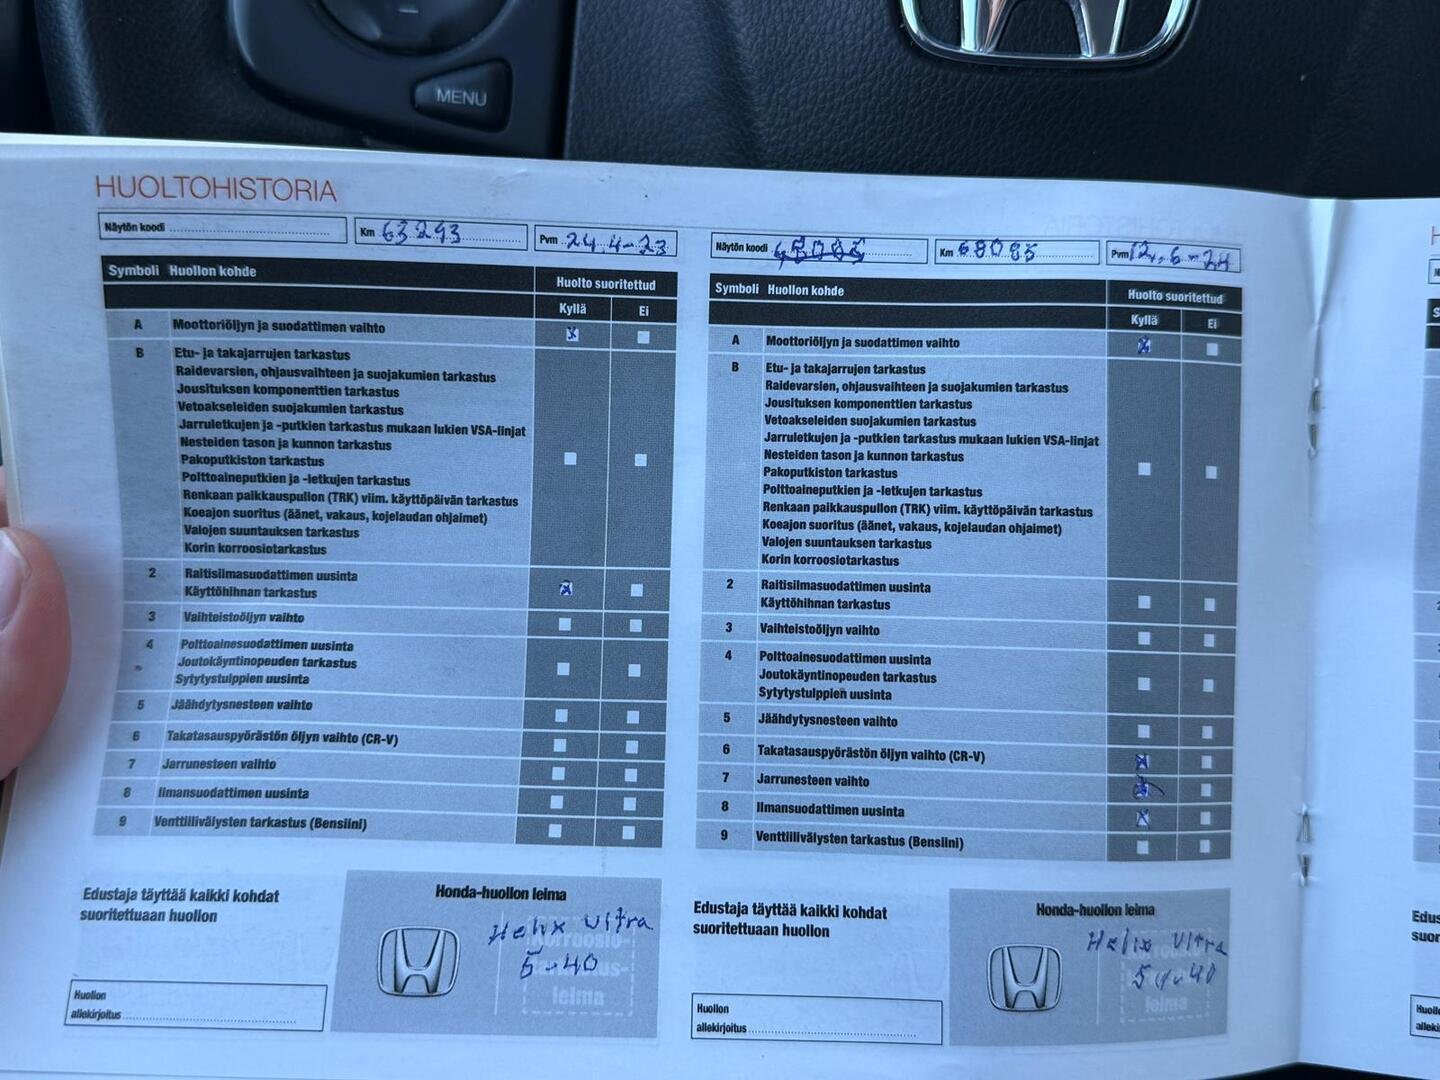 MENU
HUOLTOHISTORIA
Näytön koodi
Km 63293
Pvm 24.4-23
Symboli Huollon kohde
Huolto suoritettud
Kyllä Ei
A Moottoriöljyn ja suodattimen vaihto
B Etu- ja takajarrujen tarkastus
Raidevarsien, ohjausvaihteen ja suojakumien tarkastus
Jousituksen komponenttien tarkastus
Vetoakseleiden suojakumien tarkastus
Jarruletkujen ja -putkien tarkastus mukaan lukien VSA-linjat
Nesteiden tason ja kunnon tarkastus
Pakoputkiston tarkastus
Polttoaineputkien ja -letkujen tarkastus
Renkaan paikkauspullon (TRK) viim. käyttöpäivän tarkastus
Koeajon suoritus (äänet, vakaus, kojelaudan ohjaimet)
Valojen suuntauksen tarkastus
Korin korroosiotarkastus
2 Raitisilmasuodattimen uusinta
Käyttöhihnan tarkastus
3 Vaihteistoöljyn vaihto
4 Polttoainesuodattimen uusinta
Joutokäyntinopeuden tarkastus
Sytytystulppien uusinta
5 Jäähdytysnesteen vaihto
6 Takatasauspyörästön öljyn vaihto (CR-V)
7 Jarrunesteen vaihto
8 Ilmansuodattimen uusinta
9 Venttiilivälysten tarkastus (Bensiini)
Edustaja täyttää kaikki kohdat
suoritettuaan huollon
Honda-huollon leima
Helix Ultra
5-40
Korroosio-
leima
Huollon
allekirjoitus
Näytön koodi
Km 68085
Pvm 12.6-24
Symboli Huollon kohde
Huolto suoritettud
Kyllä Ei
A Moottoriöljyn ja suodattimen vaihto
B Etu- ja takajarrujen tarkastus
Raidevarsien, ohjausvaihteen ja suojakumien tarkastus
Jousituksen komponenttien tarkastus
Vetoakseleiden suojakumien tarkastus
Jarruletkujen ja -putkien tarkastus mukaan lukien VSA-linjat
Nesteiden tason ja kunnon tarkastus
Pakoputkiston tarkastus
Polttoaineputkien ja -letkujen tarkastus
Renkaan paikkauspullon (TRK) viim. käyttöpäivän tarkastus
Koeajon suoritus (äänet, vakaus, kojelaudan ohjaimet)
Valojen suuntauksen tarkastus
Korin korroosiotarkastus
2 Raitisilmasuodattimen uusinta
Käyttöhihnan tarkastus
3 Vaihteistoöljyn vaihto
4 Polttoainesuodattimen uusinta
Joutokäyntinopeuden tarkastus
Sytytystulppien uusinta
5 Jäähdytysnesteen vaihto
6 Takatasauspyörästön öljyn vaihto (CR-V)
7 Jarrunesteen vaihto
8 Ilmansuodattimen uusinta
9 Venttiilivälysten tarkastus (Bensiini)
Edustaja täyttää kaikki kohdat
suoritettuaan huollon
Honda-huollon leima
Helix Ultra
leima
Huollon
allekirjoitus